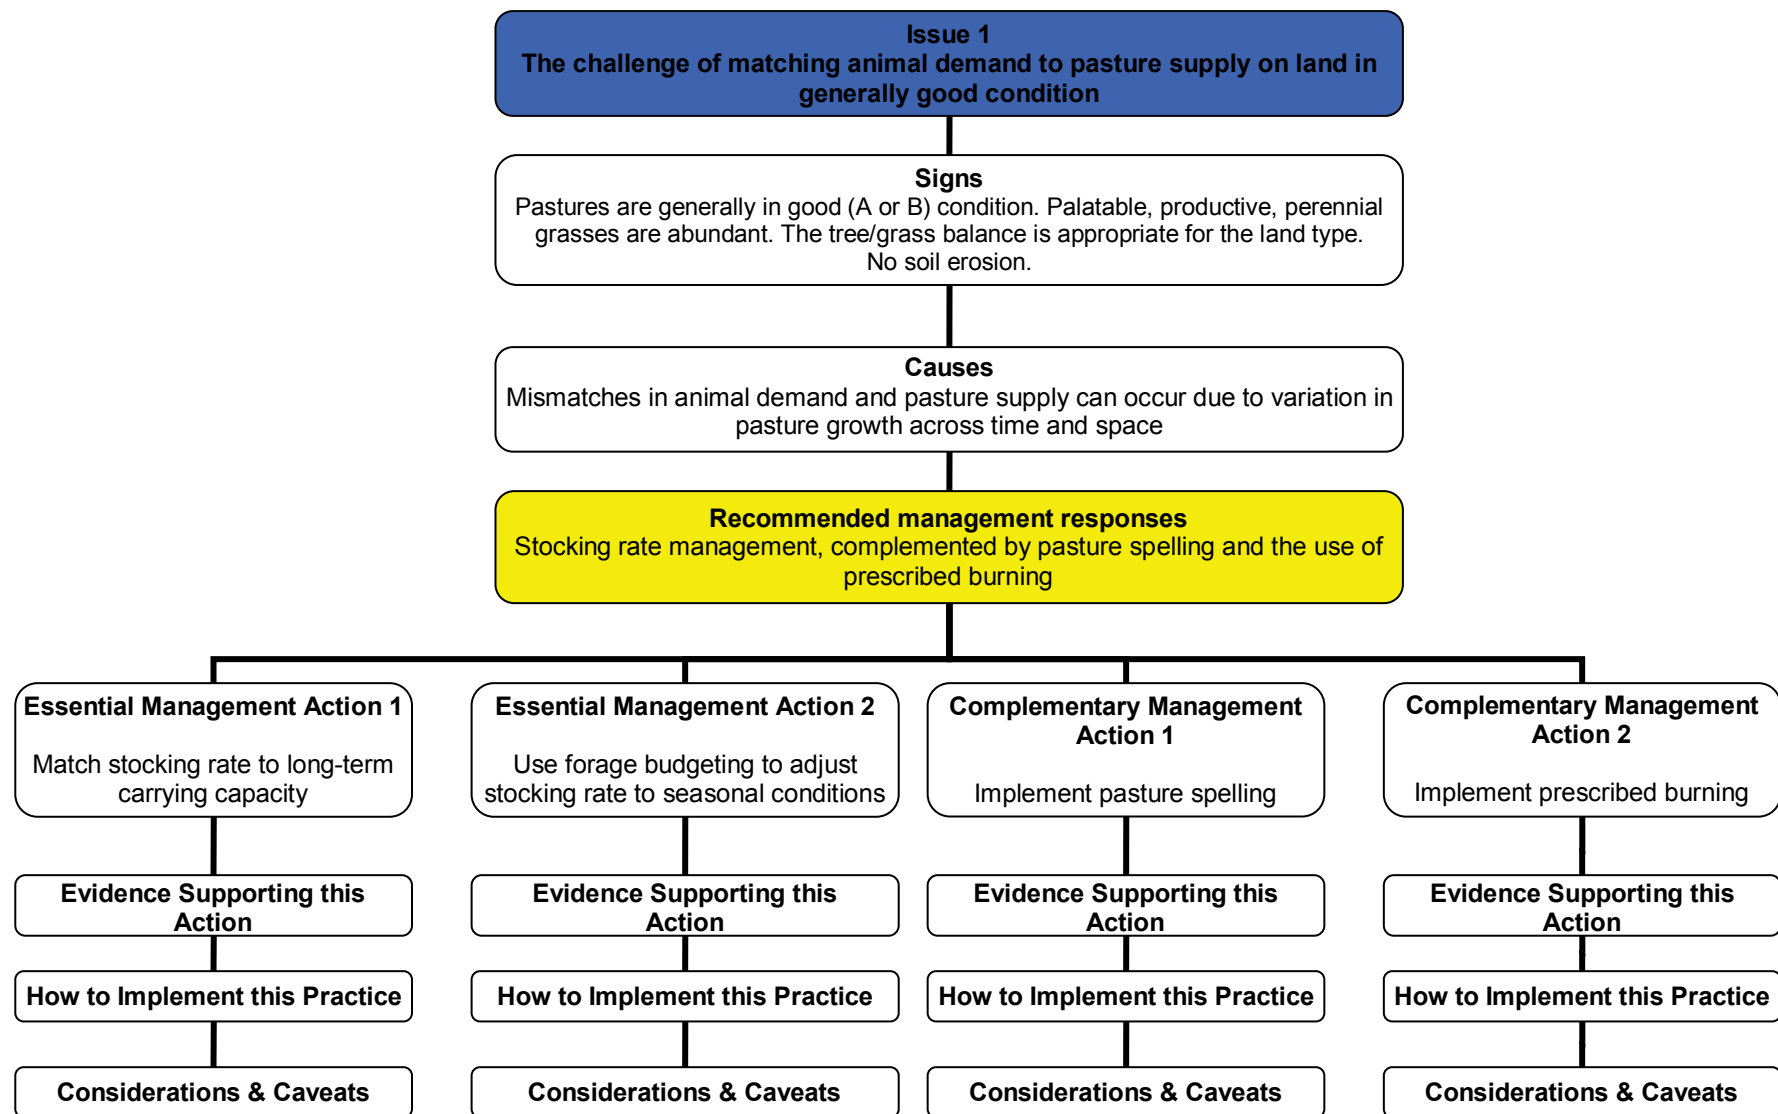 Issue 1
The challenge of matching animal demand to pasture supply on land in
generally good condition
Signs
Pastures are generally in good (A or B) condition. Palatable, productive, perennial
grasses are abundant. The tree/grass balance is appropriate for the land type.
No soil erosion.
Causes
Mismatches in animal demand and pasture supply can occur due to variation in
pasture growth across time and space
Recommended management responses
Stocking rate management, complemented by pasture spelling and the use of
prescribed burning
Essential Management Action 1
Match stocking rate to long-term
carrying capacity
Essential Management Action 2
Use forage budgeting to adjust
stocking rate to seasonal conditions
Complementary Management
Action 1
Implement pasture spelling
Complementary Management
Action 2
Implement prescribed burning
Evidence Supporting this
Action
Evidence Supporting this
Action
Evidence Supporting this
Action
Evidence Supporting this
Action
How to Implement this Practice
How to Implement this Practice
How to Implement this Practice
How to Implement this Practice
Considerations & Caveats
Considerations & Caveats
Considerations & Caveats
Considerations & Caveats